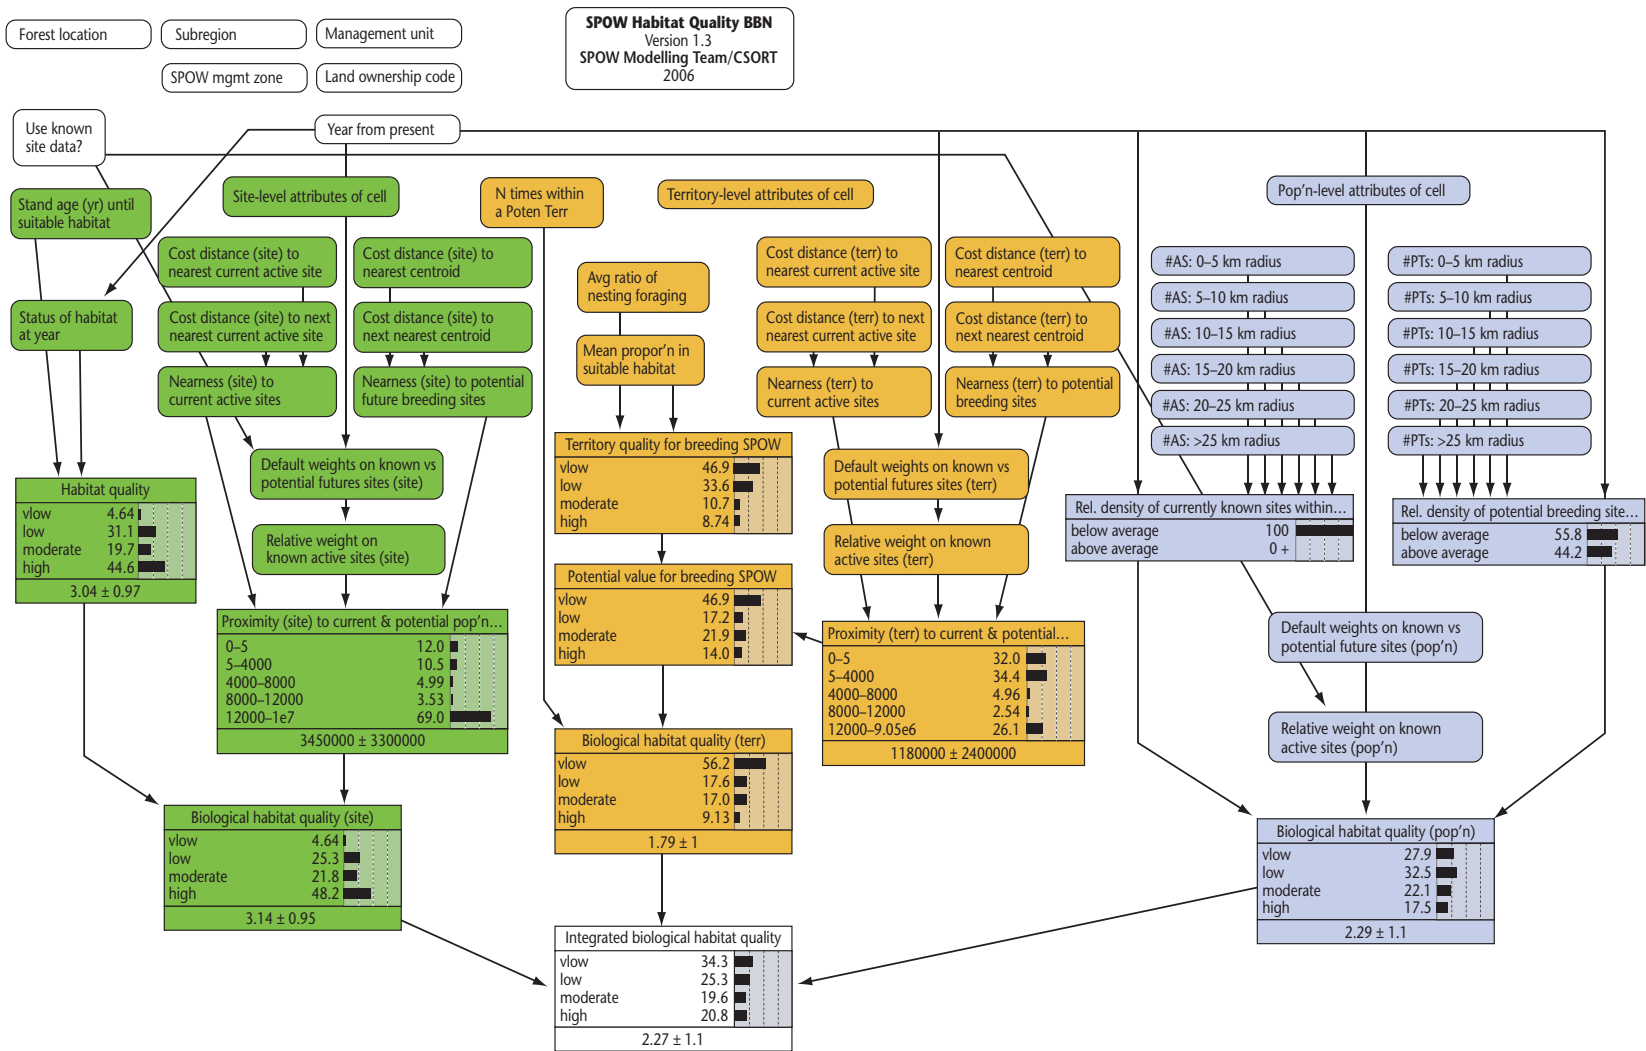 SPOW Habitat Quality BBN
Version 1.3
SPOW Modelling Team/CSORT
2006
Forest location
Subregion
Management unit
SPOW mgmt zone
Land ownership code
Use known
site data?
Year from present
Stand age (yr) until
suitable habitat
Site-level attributes of cell
N times within
a Poten Terr
Territory-level attributes of cell
Pop'n-level attributes of cell
Status of habitat
at year
Cost distance (site) to
nearest current active site
Cost distance (site) to
nearest centroid
Cost distance (site) to next
nearest current active site
Cost distance (site) to
next nearest centroid
Nearness (site) to
current active sites
Nearness (site) to potential
future breeding sites
Default weights on known vs
potential futures sites (site)
Relative weight on
known active sites (site)
Habitat quality
vlow 4.64
low 31.1
moderate 19.7
high 44.6
3.04 ± 0.97
Proximity (site) to current & potential pop'n...
0–5 12.0
5–4000 10.5
4000–8000 4.99
8000–12000 3.53
12000–1e7 69.0
3450000 ± 3300000
Biological habitat quality (site)
vlow 4.64
low 25.3
moderate 21.8
high 48.2
3.14 ± 0.95
Avg ratio of
nesting foraging
Mean propor'n in
suitable habitat
Territory quality for breeding SPOW
vlow 46.9
low 33.6
moderate 10.7
high 8.74
Potential value for breeding SPOW
vlow 46.9
low 17.2
moderate 21.9
high 14.0
Biological habitat quality (terr)
vlow 56.2
low 17.6
moderate 17.0
high 9.13
1.79 ± 1
Cost distance (terr) to
nearest current active site
Cost distance (terr) to
nearest centroid
Cost distance (terr) to next
nearest current active site
Cost distance (terr) to
next nearest centroid
Nearness (terr) to
current active sites
Nearness (terr) to potential
breeding sites
Default weights on known vs
potential futures sites (terr)
Relative weight on known
active sites (terr)
Proximity (terr) to current & potential...
0–5 32.0
5–4000 34.4
4000–8000 4.96
8000–12000 2.54
12000–9.05e6 26.1
1180000 ± 2400000
#AS: 0–5 km radius
#AS: 5–10 km radius
#AS: 10–15 km radius
#AS: 15–20 km radius
#AS: 20–25 km radius
#AS: >25 km radius
#PTs: 0–5 km radius
#PTs: 5–10 km radius
#PTs: 10–15 km radius
#PTs: 15–20 km radius
#PTs: 20–25 km radius
#PTs: >25 km radius
Rel. density of currently known sites within...
below average 100
above average 0 +
Rel. density of potential breeding site...
below average 55.8
above average 44.2
Default weights on known vs
potential future sites (pop'n)
Relative weight on known
active sites (pop'n)
Biological habitat quality (pop'n)
vlow 27.9
low 32.5
moderate 22.1
high 17.5
2.29 ± 1.1
Integrated biological habitat quality
vlow 34.3
low 25.3
moderate 19.6
high 20.8
2.27 ± 1.1